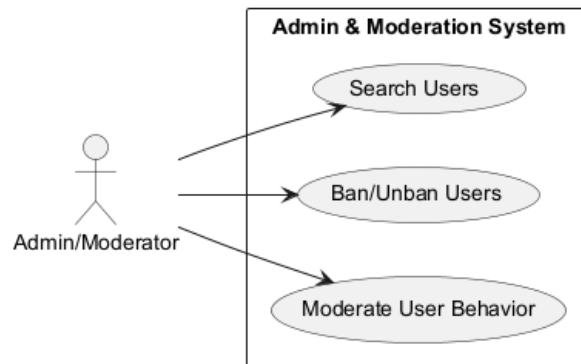 Admin & Moderation System
Search Users
Ban/Unban Users
Admin/Moderator
Moderate User Behavior